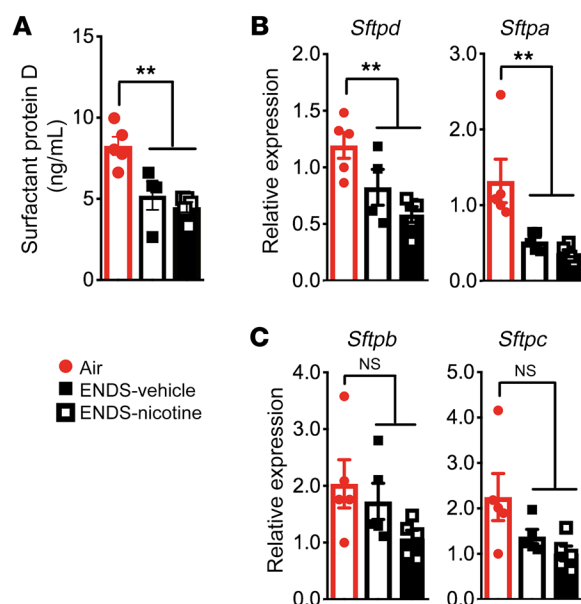 A
Surfactant protein D
(ng/mL)
15
10
5
0
**
B
Sftpd
Relative expression
2.0
1.5
1.0
0.5
0.0
**
Sftpa
3.0
2.0
1.0
0.0
**
Air
ENDS-vehicle
ENDS-nicotine
C
Sftpb
Relative expression
4.0
3.0
2.0
1.0
0.0
NS
Sftpc
5.0
4.0
2.0
1.0
0.0
NS